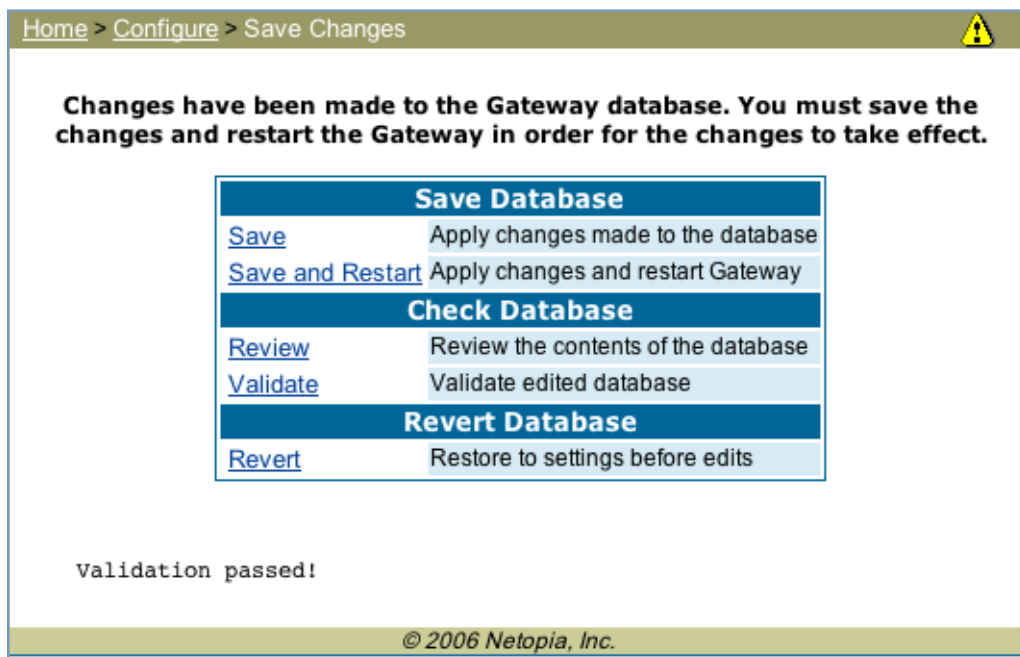 Home > Configure > Save Changes
Changes have been made to the Gateway database. You must save the
changes and restart the Gateway in order for the changes to take effect.
Save Database
Save Apply changes made to the database
Save and Restart Apply changes and restart Gateway
Check Database
Review Review the contents of the database
Validate Validate edited database
Revert Database
Revert Restore to settings before edits
Validation passed!
© 2006 Netopia, Inc.